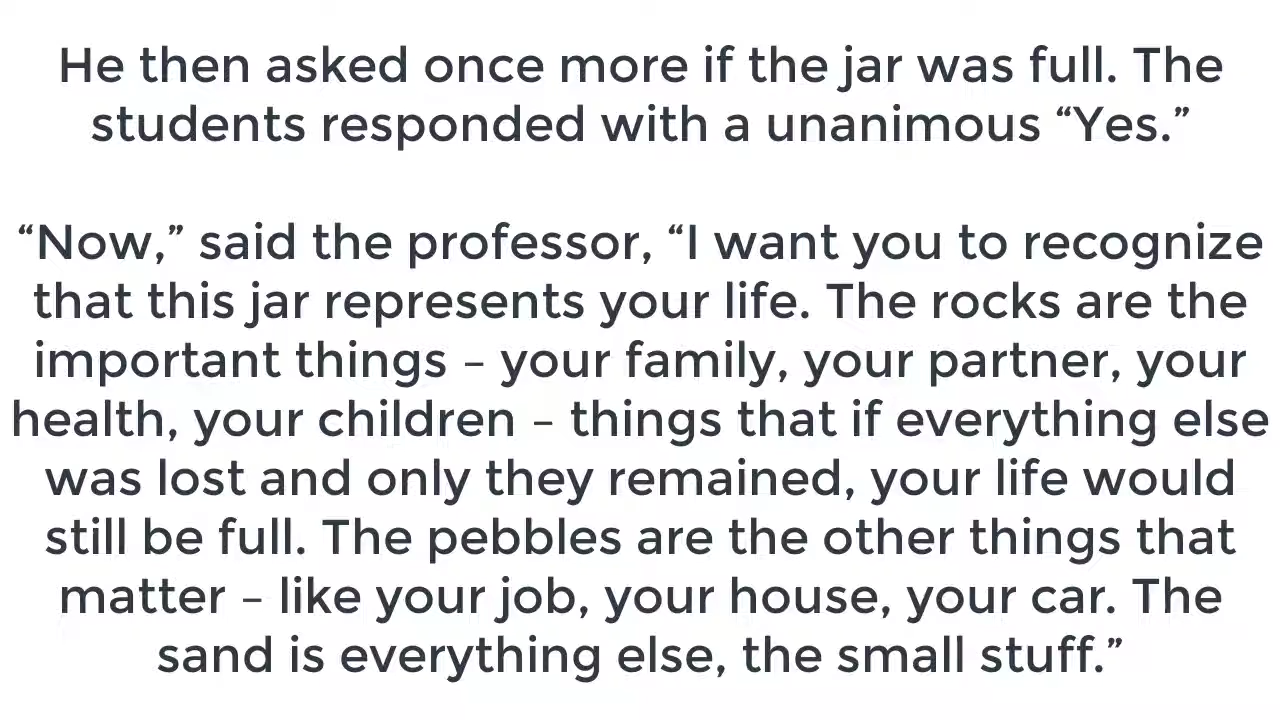 He then asked once more if the jar was full. The
students responded with a unanimous “Yes.”
“Now,” said the professor, “I want you to recognize
that this jar represents your life. The rocks are the
important things – your family, your partner, your
health, your children – things that if everything else
was lost and only they remained, your life would
still be full. The pebbles are the other things that
matter – like your job, your house, your car. The
sand is everything else, the small stuff.”